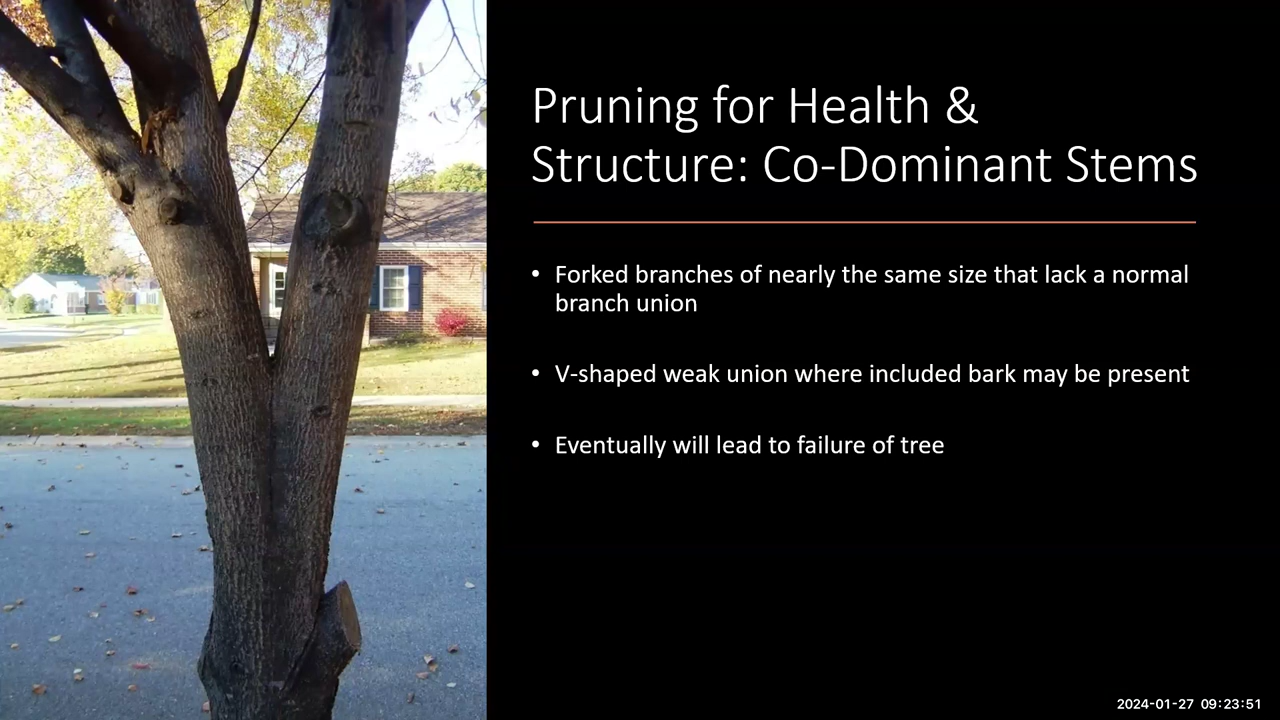 Pruning for Health &
Structure: Co-Dominant Stems
• Forked branches of nearly the same size that lack a normal
branch union
• V-shaped weak union where included bark may be present
• Eventually will lead to failure of tree
2024-01-27 09:23:51